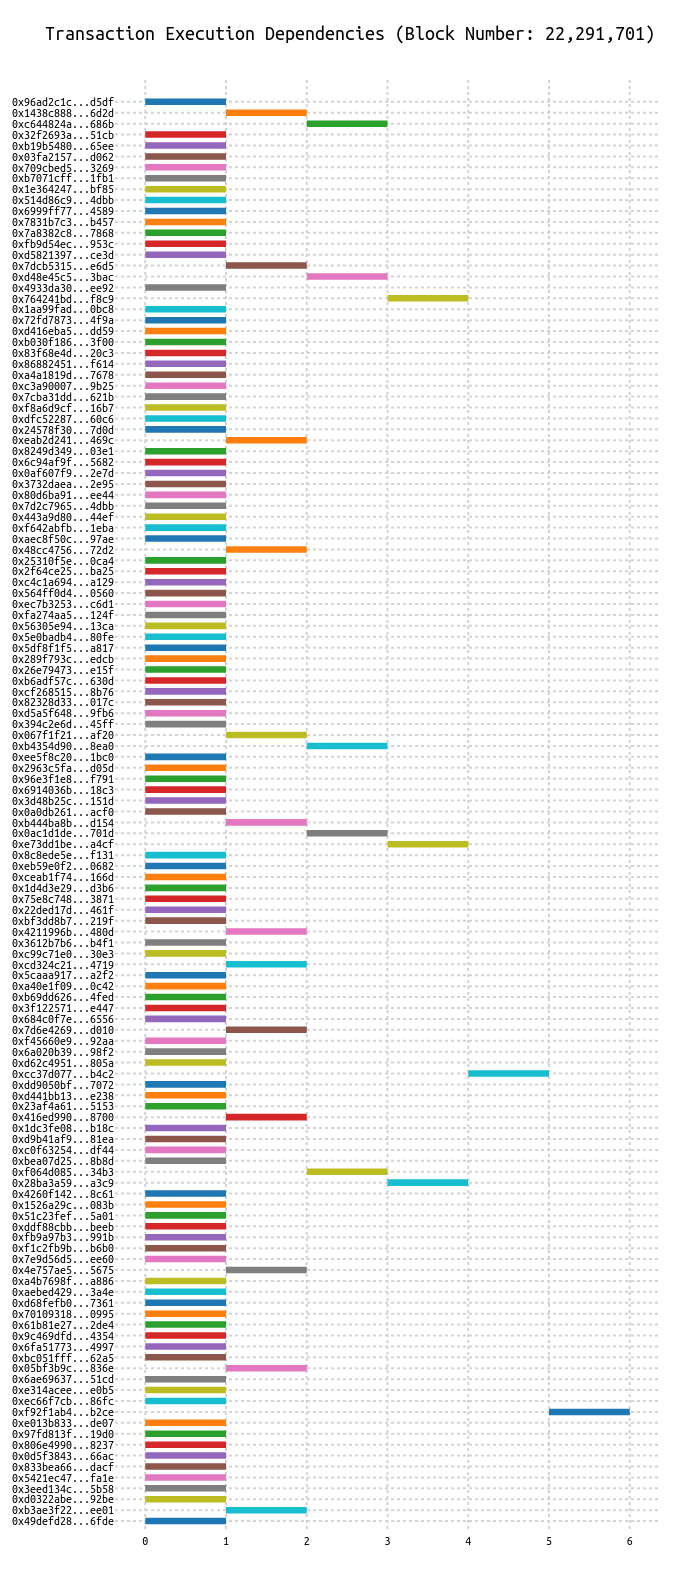 Transaction Execution Dependencies (Block Number: 22,291,701)
0x96ad2c1c...d5df
0x1438c888...6d2d
0xc644824a...686b
0x32f2693a...51cb
0xb19b5480...65ee
0x03fa2157...d062
0x709cbed5...3269
0xb7071cff...1fb1
0x1e364247...bf85
0x514d86c9...4dbb
0x6999ff77...4589
0x7831b7c3...b457
0x7a8382c8...7868
0xfb9d54ec...953c
0xd5821397...ce3d
0x7dcb5315...e6d5
0xd48e45c5...3bac
0x4933da30...ee92
0x764241bd...f8c9
0x1aa99fad...0bc8
0x72fd7873...4f9a
0xd416eba5...dd59
0xb030f186...3f00
0x83f68e4d...20c3
0x86882451...f614
0xa4a1819d...7678
0xc3a90007...9b25
0x7cba31dd...621b
0xf8a6d9cf...16b7
0xdfc52287...60c6
0x24578f30...7d0d
0xeab2d241...469c
0x8249d349...03e1
0x6c94af9f...5682
0x0af607f9...2e7d
0x3732daea...2e95
0x80d6ba91...ee44
0x7d2c7965...4dbb
0x443a9d80...44ef
0xf642abfb...1eba
0xaec8f50c...97ae
0x48cc4756...72d2
0x25310f5e...0ca4
0x2f64ce25...ba25
0xc4c1a694...a129
0x564ff0d4...0560
0xec7b3253...c6d1
0xfa274aa5...124f
0x56305e94...13ca
0x5e0badb4...80fe
0x5df8f1f5...a817
0x289f793c...edcb
0x26e79473...e15f
0xb6adf57c...630d
0xcf268515...8b76
0x82328d33...017c
0xd5a5f648...9fb6
0x394c2e6d...45ff
0x067f1f21...af20
0xb4354d90...8ea0
0xee5f8c20...1bc0
0x2963c5fa...d05d
0x96e3f1e8...f791
0x6914036b...18c3
0x3d48b25c...151d
0x0a0db261...acf0
0xb444ba8b...d154
0x0ac1d1de...701d
0xe73dd1be...a4cf
0x8c8ede5e...f131
0xeb59e0f2...0682
0xceab1f74...166d
0x1d4d3e29...d3b6
0x75e8c748...3871
0x22ded17d...461f
0xbf3dd8b7...219f
0x4211996b...480d
0x3612b7b6...b4f1
0xc99c71e0...30e3
0xcd324c21...4719
0x5caaa917...a2f2
0xa40e1f09...0c42
0xb69dd626...4fed
0x3f122571...e447
0x684c0f7e...6556
0x7d6e4269...d010
0xf45660e9...92aa
0x6a020b39...98f2
0xd62c4951...805a
0xcc37d077...b4c2
0xdd9050bf...7072
0xd441bb13...e238
0x23af4a61...5153
0x416ed990...8700
0x1dc3fe08...b18c
0xd9b41af9...81ea
0xc0f63254...df44
0xbea07d25...8b8d
0xf064d085...34b3
0x28ba3a59...a3c9
0x4260f142...8c61
0x1526a29c...083b
0x51c23fef...5a01
0xddf88cbb...beeb
0xfb9a97b3...991b
0xf1c2fb9b...b6b0
0x7e9d56d5...ee60
0x4e757ae5...5675
0xa4b7698f...a886
0xaebed429...3a4e
0xd68fefb0...7361
0x70109318...0995
0x61b81e27...2de4
0x9c469dfd...4354
0x6fa51773...4997
0xbc051fff...62a5
0x05bf3b9c...836e
0x6ae69637...51cd
0xe314acee...e0b5
0xec66f7cb...86fc
0xf92f1ab4...b2ce
0xe013b833...de07
0x97fd813f...19d0
0x806e4990...8237
0x0d5f3843...66ac
0x833bea66...dacf
0x5421ec47...fa1e
0x3eed134c...5b58
0xd0322abe...92be
0xb3ae3f22...ee01
0x49defd28...6fde
0 1 2 3 4 5 6